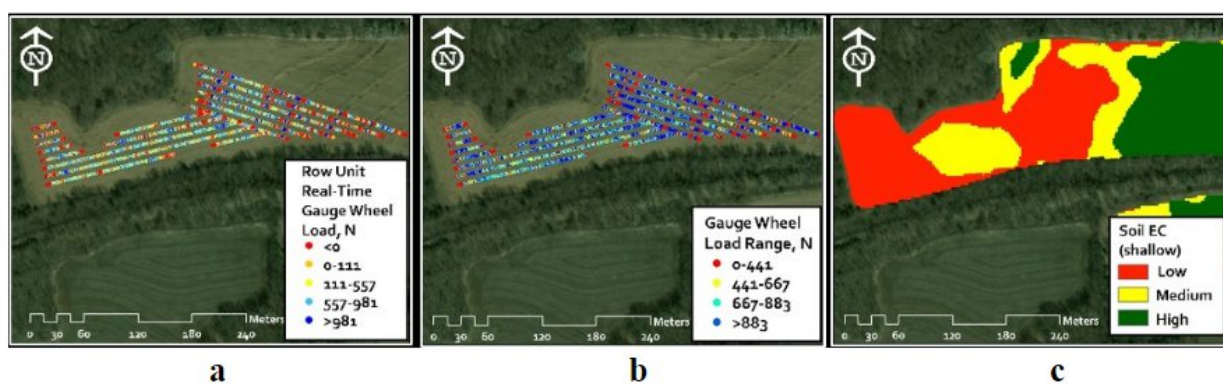 N
Row Unit
Real-Time
Gauge Wheel
Load, N
<0
0-111
111-557
557-981
>981
Meters
0 30 60 120 180 240
a
N
Gauge Wheel
Load Range, N
0-441
441-667
667-883
>883
Meters
0 30 60 120 180 240
b
N
Soil EC
(shallow)
Low
Medium
High
Meters
0 30 60 120 180 240
c